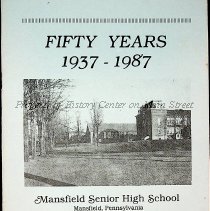 FIFTY YEARS
1937 - 1987
Property of History Center on Main Street
Mansfield Senior High School
Mansfield, Pennsylvania